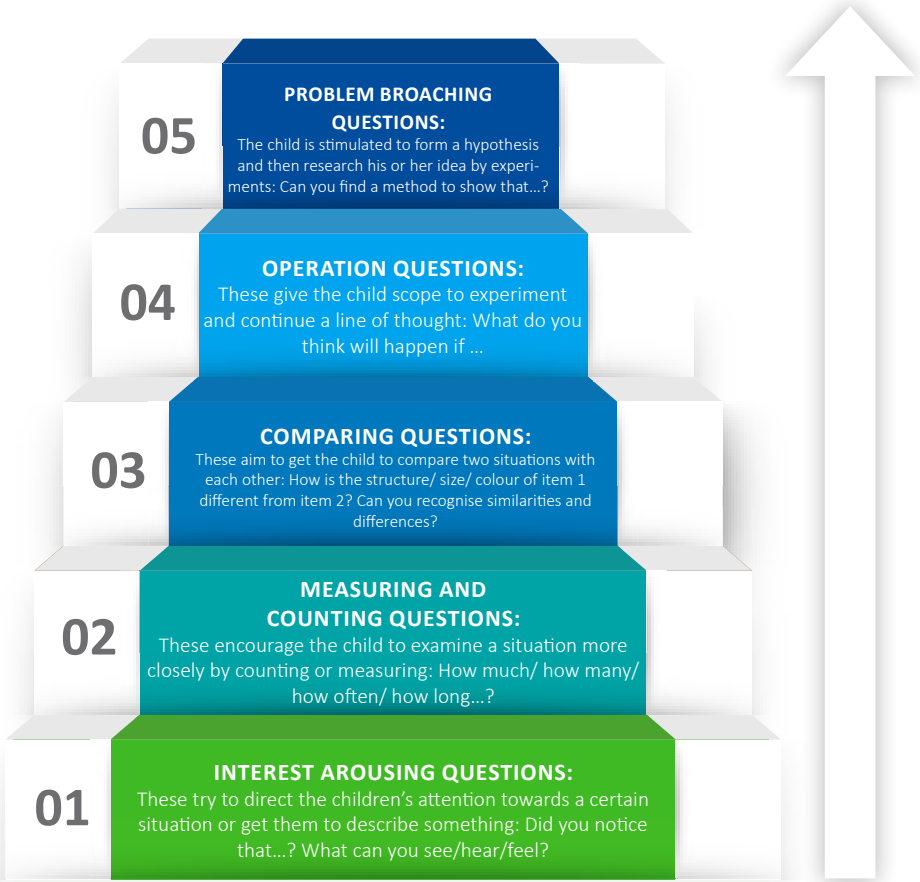 05
PROBLEM BROACHING
QUESTIONS:
The child is stimulated to form a hypothesis
and then research his or her idea by experi-
ments: Can you find a method to show that...?
04
OPERATION QUESTIONS:
These give the child scope to experiment
and continue a line of thought: What do you
think will happen if ...
03
COMPARING QUESTIONS:
These aim to get the child to compare two situations with
each other: How is the structure/ size/ colour of item 1
different from item 2? Can you recognise similarities and
differences?
02
MEASURING AND
COUNTING QUESTIONS:
These encourage the child to examine a situation more
closely by counting or measuring: How much/ how many/
how often/ how long...?
01
INTEREST AROUSING QUESTIONS:
These try to direct the children’s attention towards a certain
situation or get them to describe something: Did you notice
that...? What can you see/hear/feel?